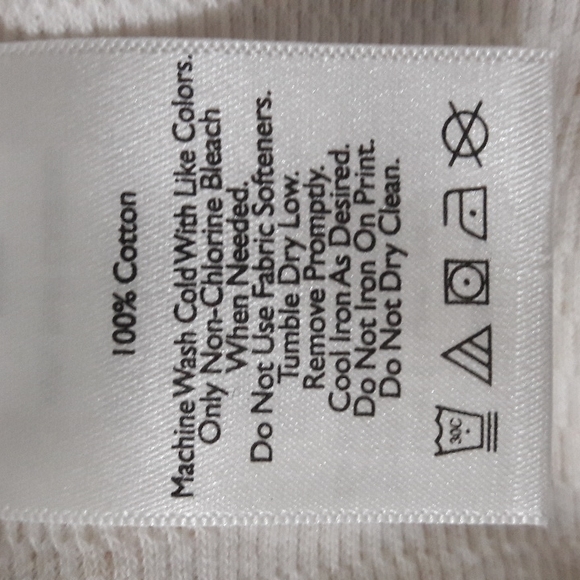 100% Cotton
Machine Wash Cold With Like Colors.
Only Non-Chlorine Bleach
When Needed.
Do Not Use Fabric Softeners.
Tumble Dry Low.
Remove Promptly.
Cool Iron As Desired.
Do Not Iron On Print.
Do Not Dry Clean.
30C